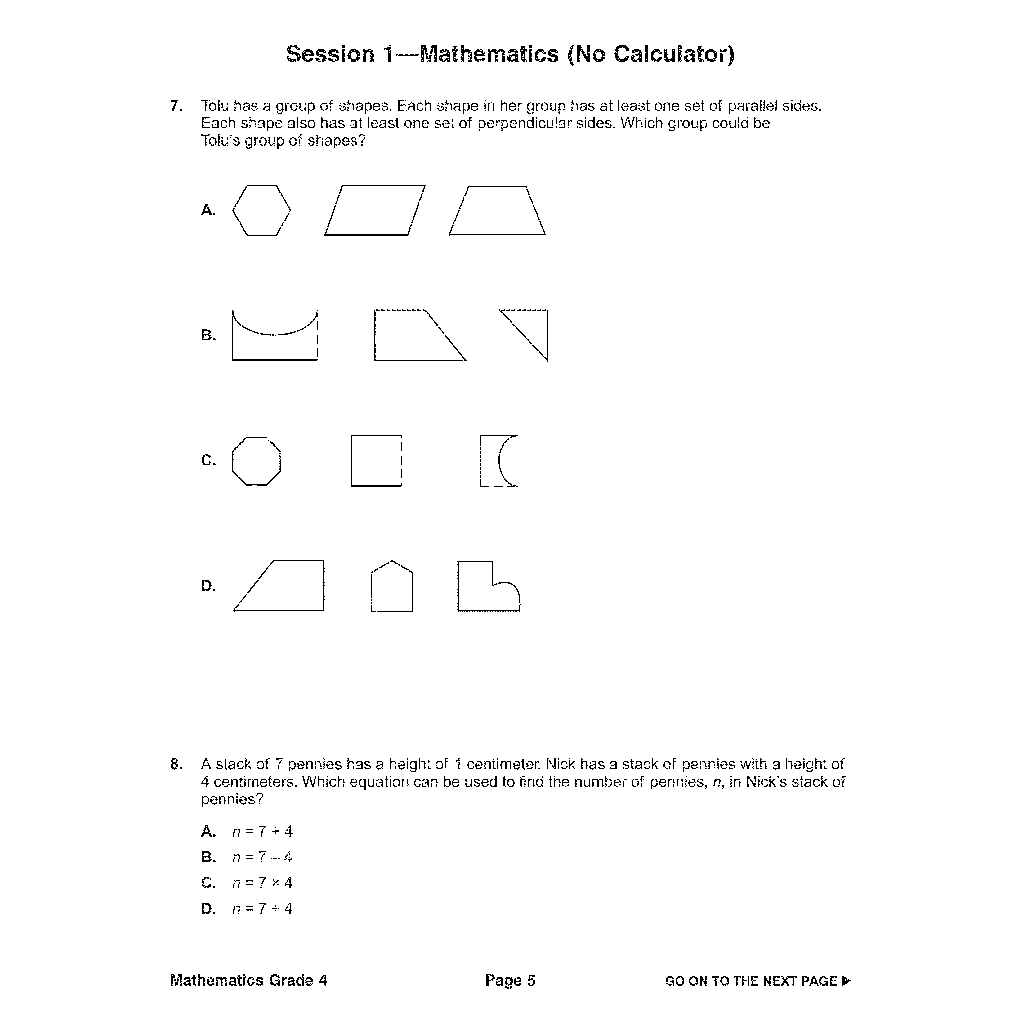 Session 1—Mathematics (No Calculator)
7. Tolu has a group of shapes. Each shape in her group has at least one set of parallel sides.
Each shape also has at least one set of perpendicular sides. Which group could be
Tolu's group of shapes?
A.
B.
C.
D.
8. A stack of 7 pennies has a height of 1 centimeter. Nick has a stack of pennies with a height of
4 centimeters. Which equation can be used to find the number of pennies, n, in Nick's stack of
pennies?
A. n = 7 + 4
B. n = 7 – 4
C. n = 7 × 4
D. n = 7 ÷ 4
Mathematics Grade 4 Page 5 GO ON TO THE NEXT PAGE ▶